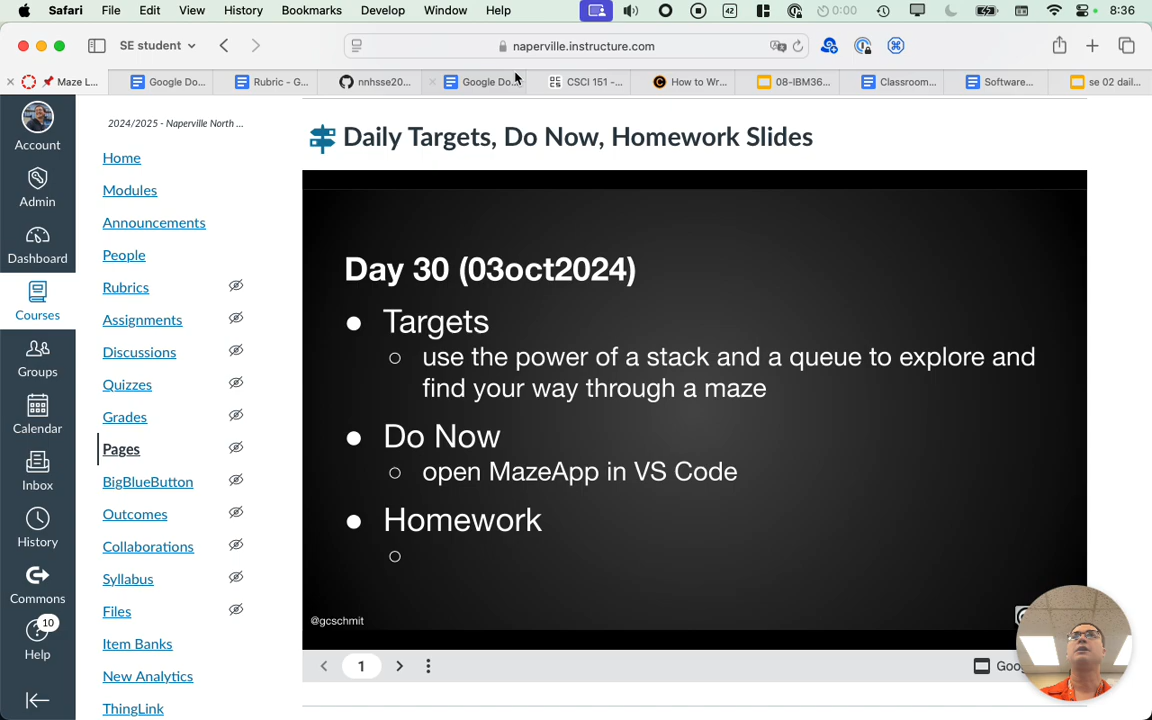 Safari File Edit View History Bookmarks Develop Window Help 42 0:00 8:36
SE student naperville.instructure.com
Maze L... Google Do... Rubric - G... nnhsse20... Google Do... CSCI 151 -... How to Wr... 08-IBM36... Classroom... Software... se 02 dail...
Account
Admin
Dashboard
Courses
Groups
Calendar
Inbox
History
Commons
10
Help
2024/2025 - Naperville North ...
Home
Modules
Announcements
People
Rubrics
Assignments
Discussions
Quizzes
Grades
Pages
BigBlueButton
Outcomes
Collaborations
Syllabus
Files
Item Banks
New Analytics
ThingLink
Daily Targets, Do Now, Homework Slides
Day 30 (03oct2024)
● Targets
○ use the power of a stack and a queue to explore and
find your way through a maze
● Do Now
○ open MazeApp in VS Code
● Homework
○
@gcschmit
1